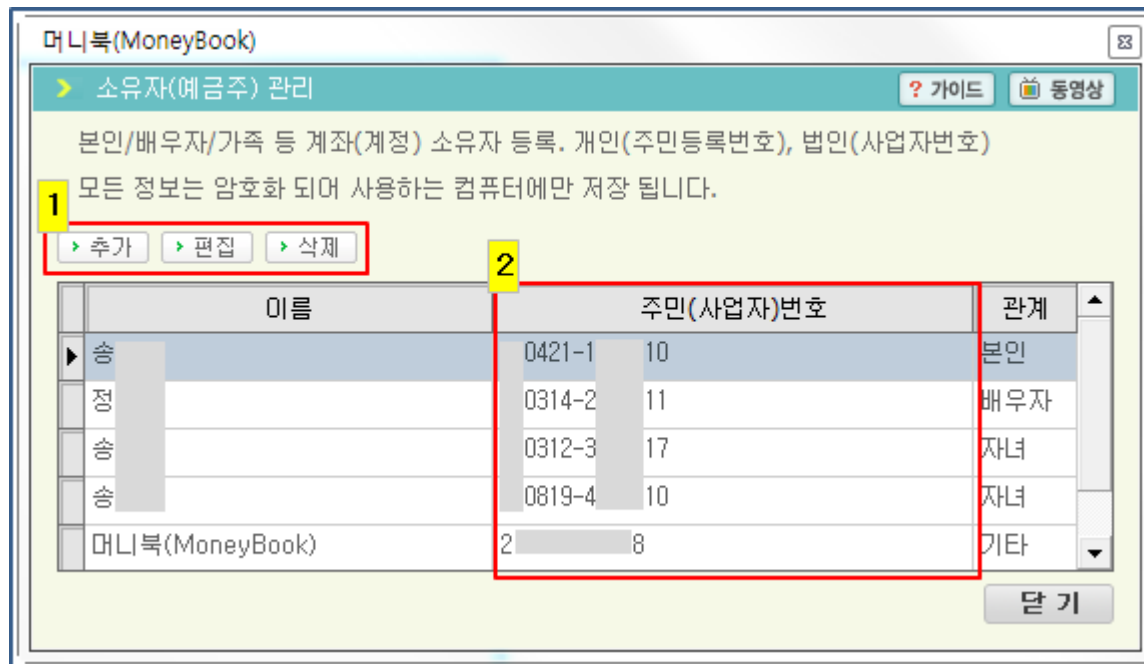 머니북(MoneyBook)
소유자(예금주) 관리 ? 가이드 동영상
본인/배우자/가족 등 계좌(계정) 소유자 등록. 개인(주민등록번호), 법인(사업자번호)
모든 정보는 암호화 되어 사용하는 컴퓨터에만 저장 됩니다.
1
추가 편집 삭제
2
이름 주민(사업자)번호 관계
송 0421-1 10 본인
정 0314-2 11 배우자
송 0312-3 17 자녀
송 0819-4 10 자녀
머니북(MoneyBook) 2 8 기타
닫 기